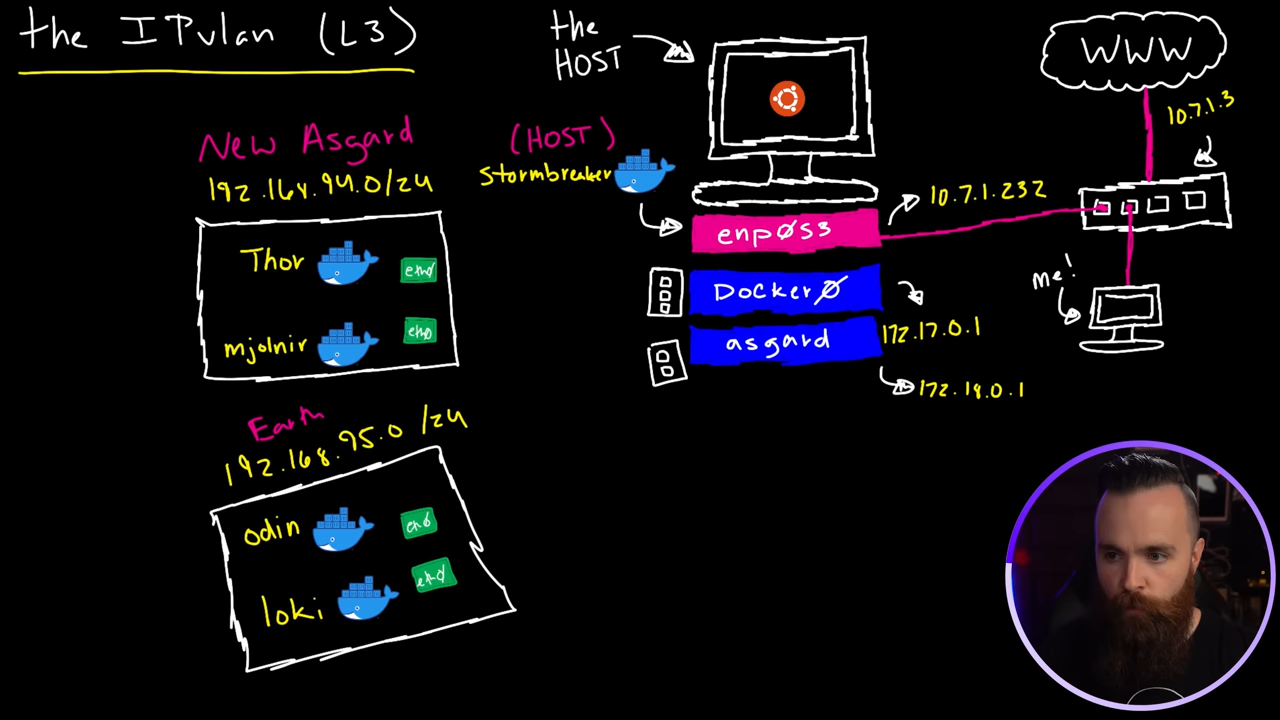 the IPvlan (L3)
New Asgard
192.168.94.0/24
Thor
eth0
mjolnir
eth0
Earth
192.168.95.0 /24
odin
eth0
loki
eth0
the
HOST
(HOST)
Stormbreaker
enp0s3
10.7.1.232
Docker0
172.17.0.1
asgard
172.18.0.1
WWW
10.7.1.3
me!